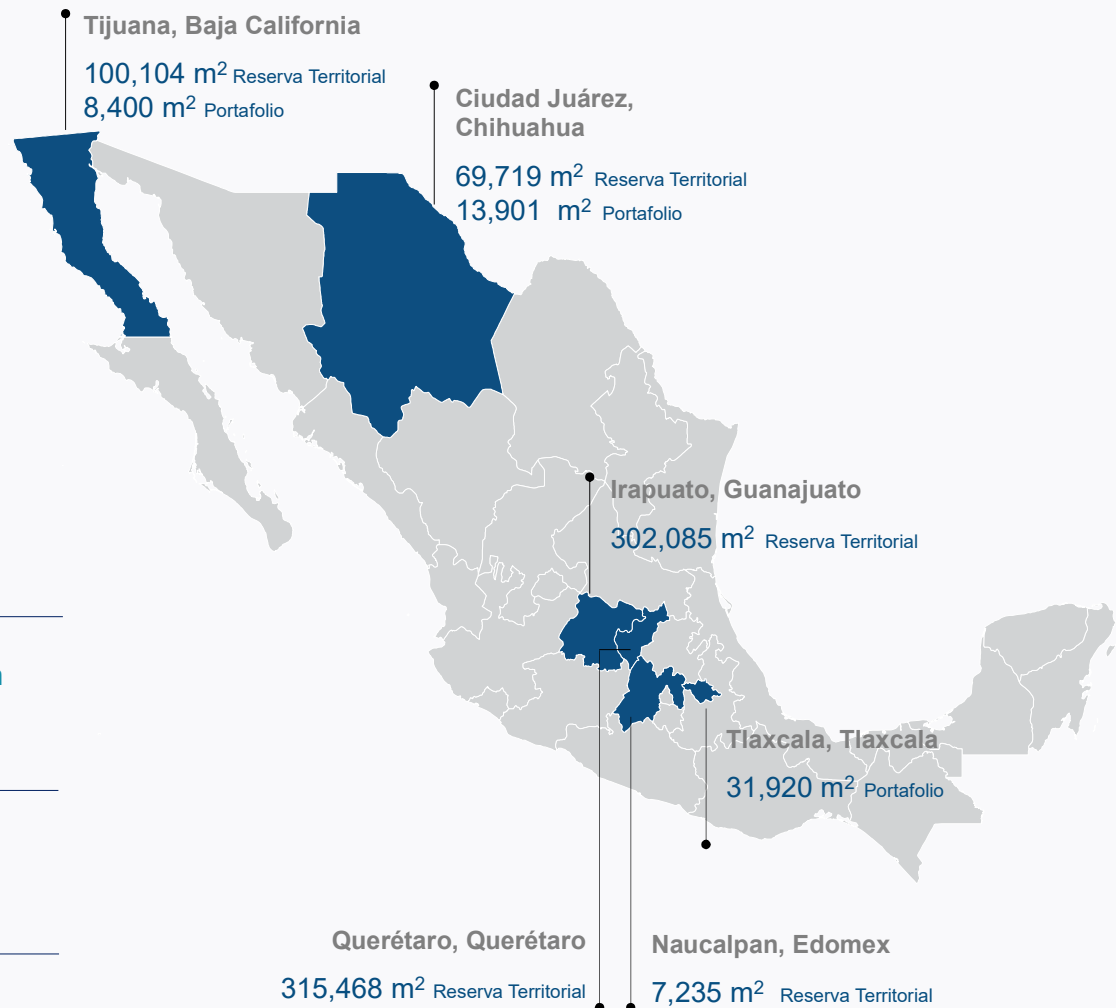 Tijuana, Baja California
100,104 m² Reserva Territorial
8,400 m² Portafolio
Ciudad Juárez,
Chihuahua
69,719 m² Reserva Territorial
13,901 m² Portafolio
Irapuato, Guanajuato
302,085 m² Reserva Territorial
Tlaxcala, Tlaxcala
31,920 m² Portafolio
Querétaro, Querétaro
315,468 m² Reserva Territorial
Naucalpan, Edomex
7,235 m² Reserva Territorial